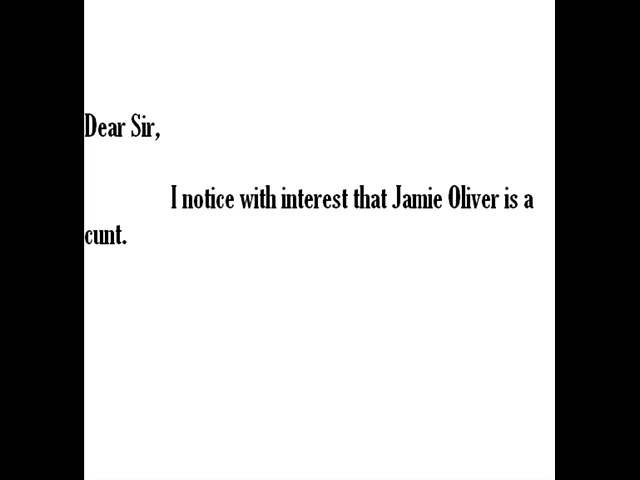 Dear Sir,
I notice with interest that Jamie Oliver is a
cunt.